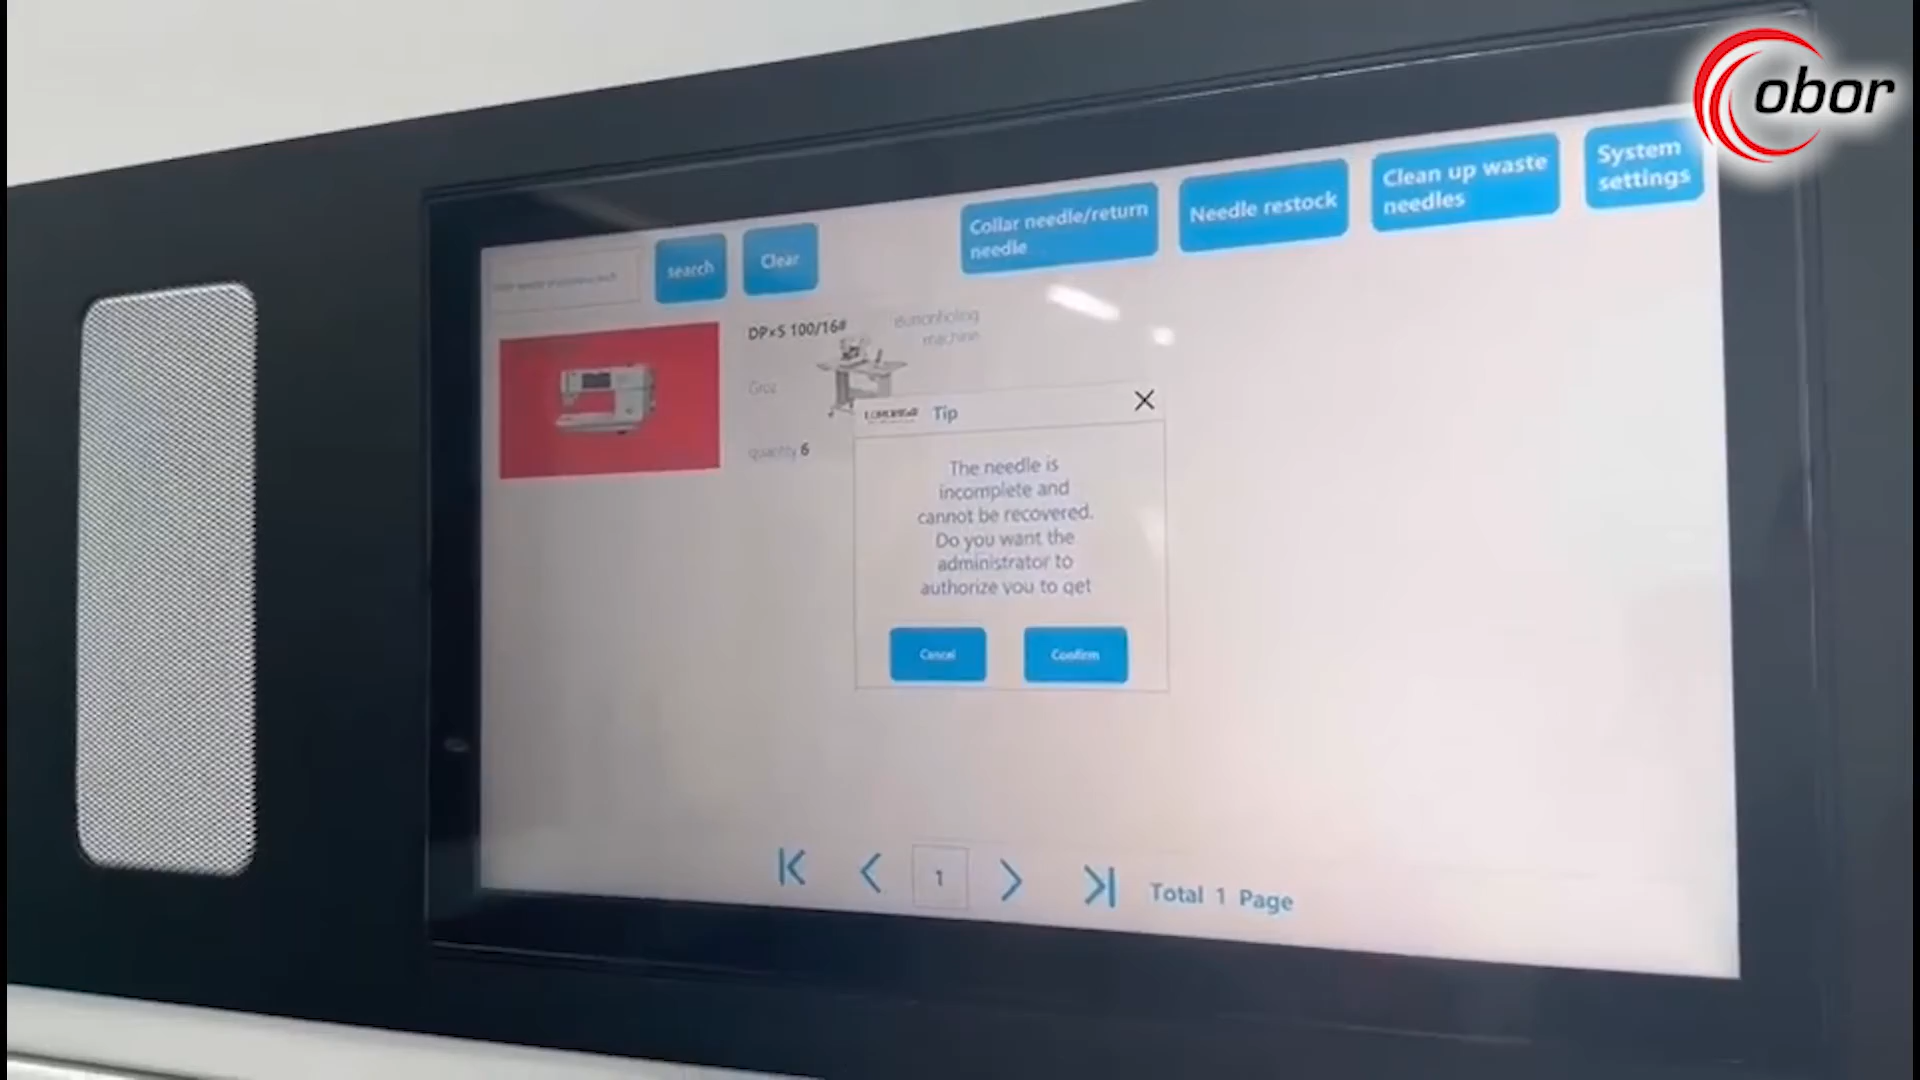 obor
System
settings
Clean up waste
needles
Needle restock
Collar needle/return
needle
search
Clear
DP×5 100/16#
Buttonholing
machine
Groz
quantity 6
Tip
The needle is
incomplete and
cannot be recovered.
Do you want the
administrator to
authorize you to get
Cancel
Confirm
1
Total 1 Page